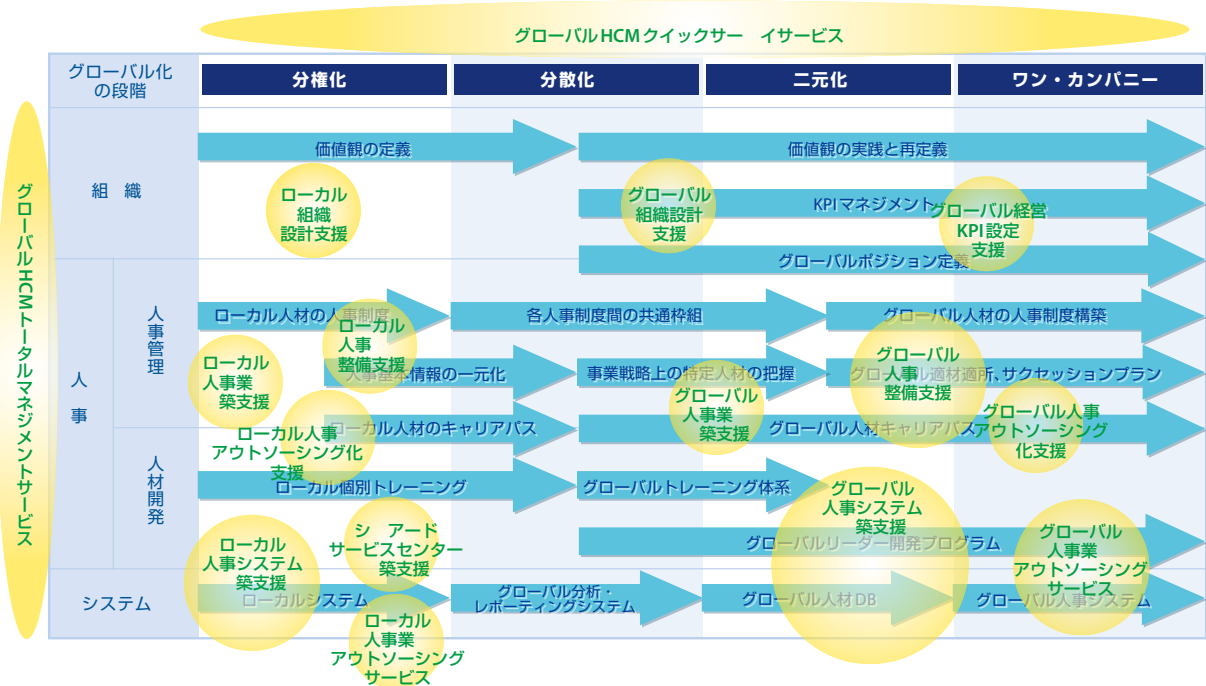 グローバルHCMクイックサー イサービス
グローバルHCMトータルマネジメントサービス
グローバル化
の段階
分権化
分散化
二元化
ワン・カンパニー
組 織
価値観の定義
価値観の実践と再定義
ローカル
組織
設計支援
グローバル
組織設計
支援
KPIマネジメント
グローバル経営
KPI設定
支援
グローバルポジション定義
人 事
人事管理
ローカル人材の人事制度
各人事制度間の共通枠組
グローバル人材の人事制度構築
ローカル
人事
整備支援
ローカル
人事業
築支援
人事基本情報の一元化
事業戦略上の特定人材の把握
グローバル適材適所、サクセッションプラン
グローバル
人事
整備支援
グローバル
人事業
築支援
ローカル人材のキャリアパス
グローバル人材キャリアパス
グローバル人事
アウトソーシング
化支援
ローカル人事
アウトソーシング化
支援
人材開発
ローカル個別トレーニング
グローバルトレーニング体系
グローバル
人事システム
築支援
グローバルリーダー開発プログラム
シ アード
サービスセンター
築支援
ローカル
人事システム
築支援
グローバル
人事業
アウトソーシング
サービス
システム
ローカルシステム
グローバル分析・
レポーティングシステム
グローバル人材DB
グローバル人事システム
ローカル
人事業
アウトソーシング
サービス